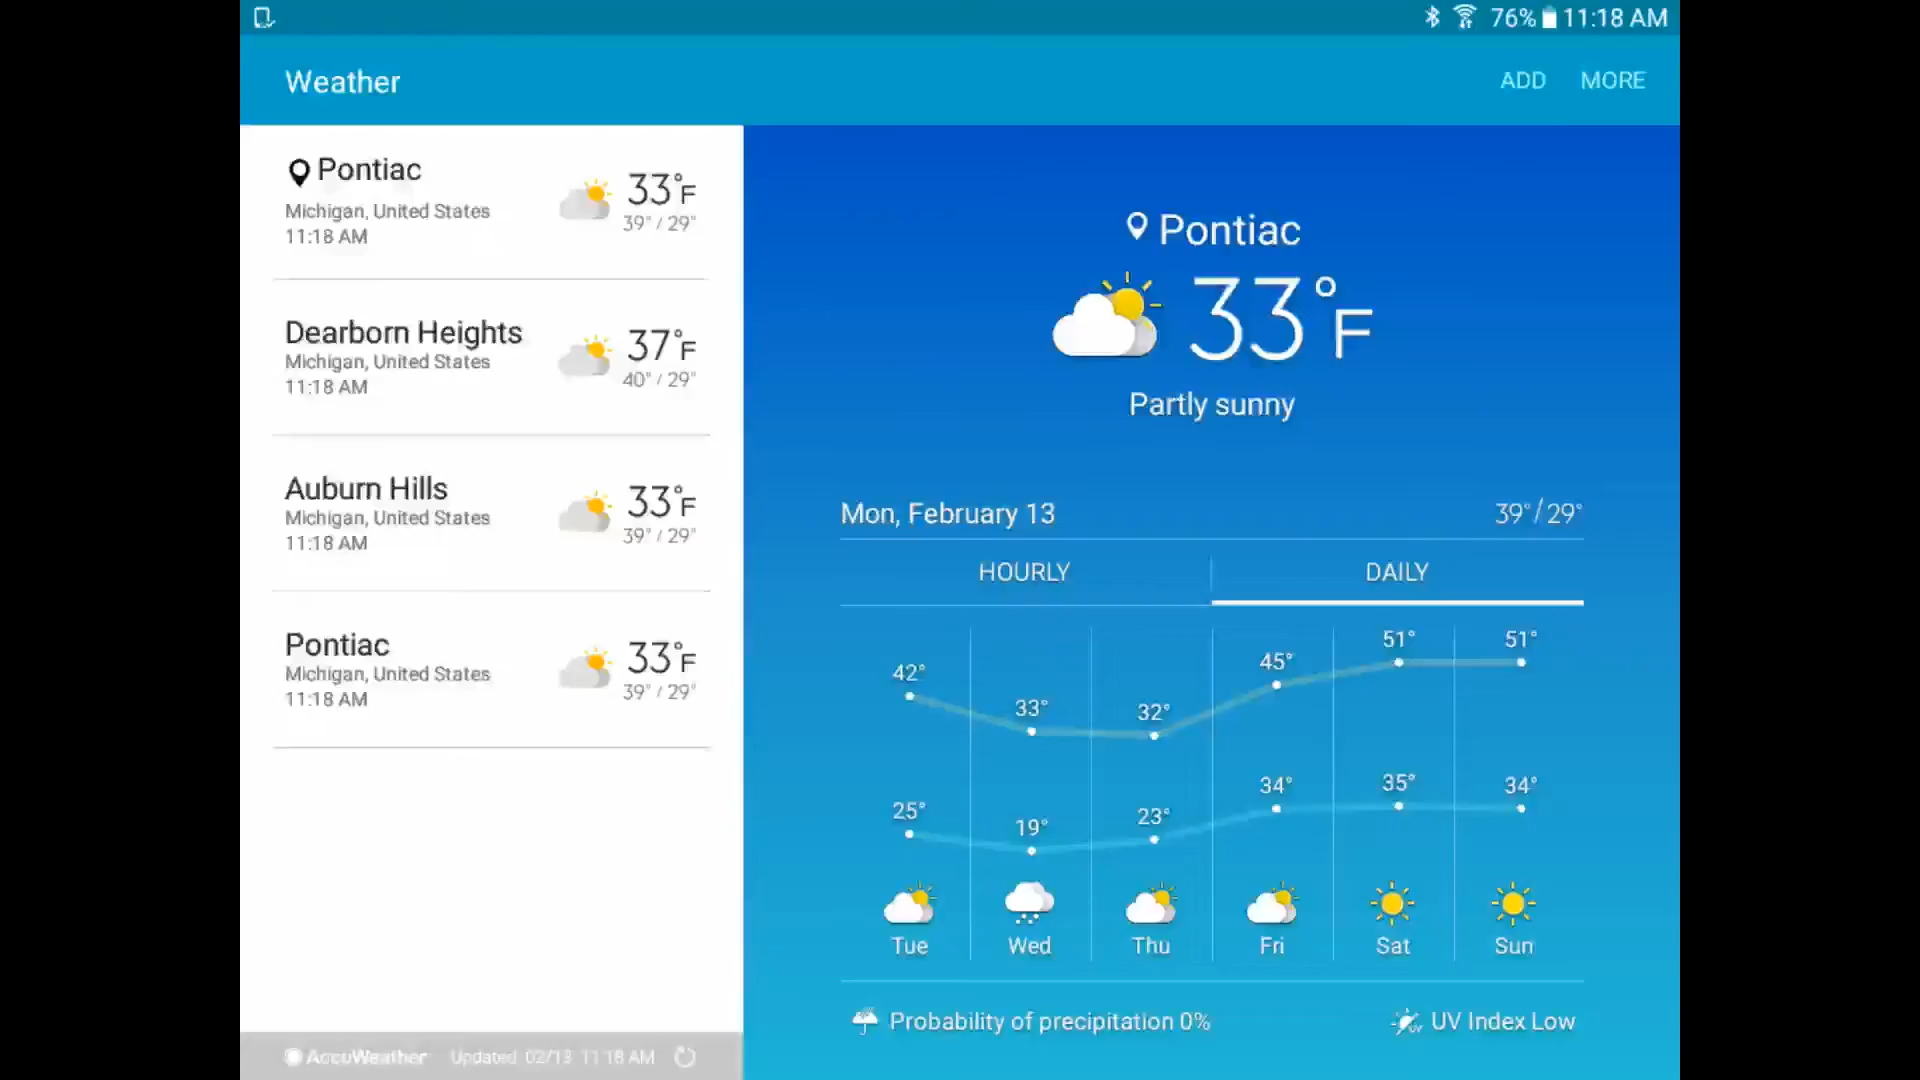 76% 11:18 AM
Weather
ADD MORE
Pontiac
Michigan, United States
11:18 AM
33°F
39° / 29°
Dearborn Heights
Michigan, United States
11:18 AM
37°F
40° / 29°
Auburn Hills
Michigan, United States
11:18 AM
33°F
39° / 29°
Pontiac
Michigan, United States
11:18 AM
33°F
39° / 29°
AccuWeather Updated 02/13 11:18 AM
Pontiac
33°F
Partly sunny
Mon, February 13 39°/29°
HOURLY DAILY
42° 33° 32° 45° 51° 51°
25° 19° 23° 34° 35° 34°
Tue Wed Thu Fri Sat Sun
Probability of precipitation 0% UV UV Index Low